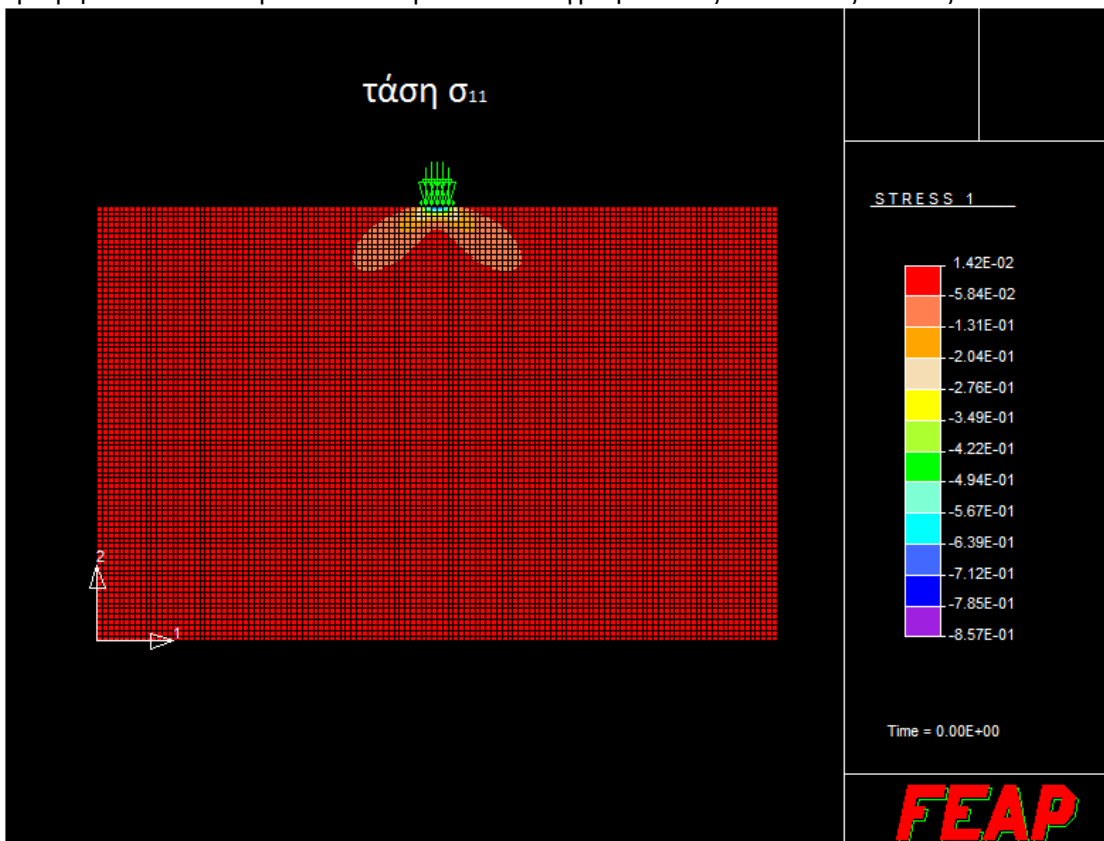 τάση σ₁₁
STRESS 1
1.42E-02
-5.84E-02
-1.31E-01
-2.04E-01
-2.76E-01
-3.49E-01
-4.22E-01
-4.94E-01
-5.67E-01
-6.39E-01
-7.12E-01
-7.85E-01
-8.57E-01
2
1
Time = 0.00E+00
FEAP